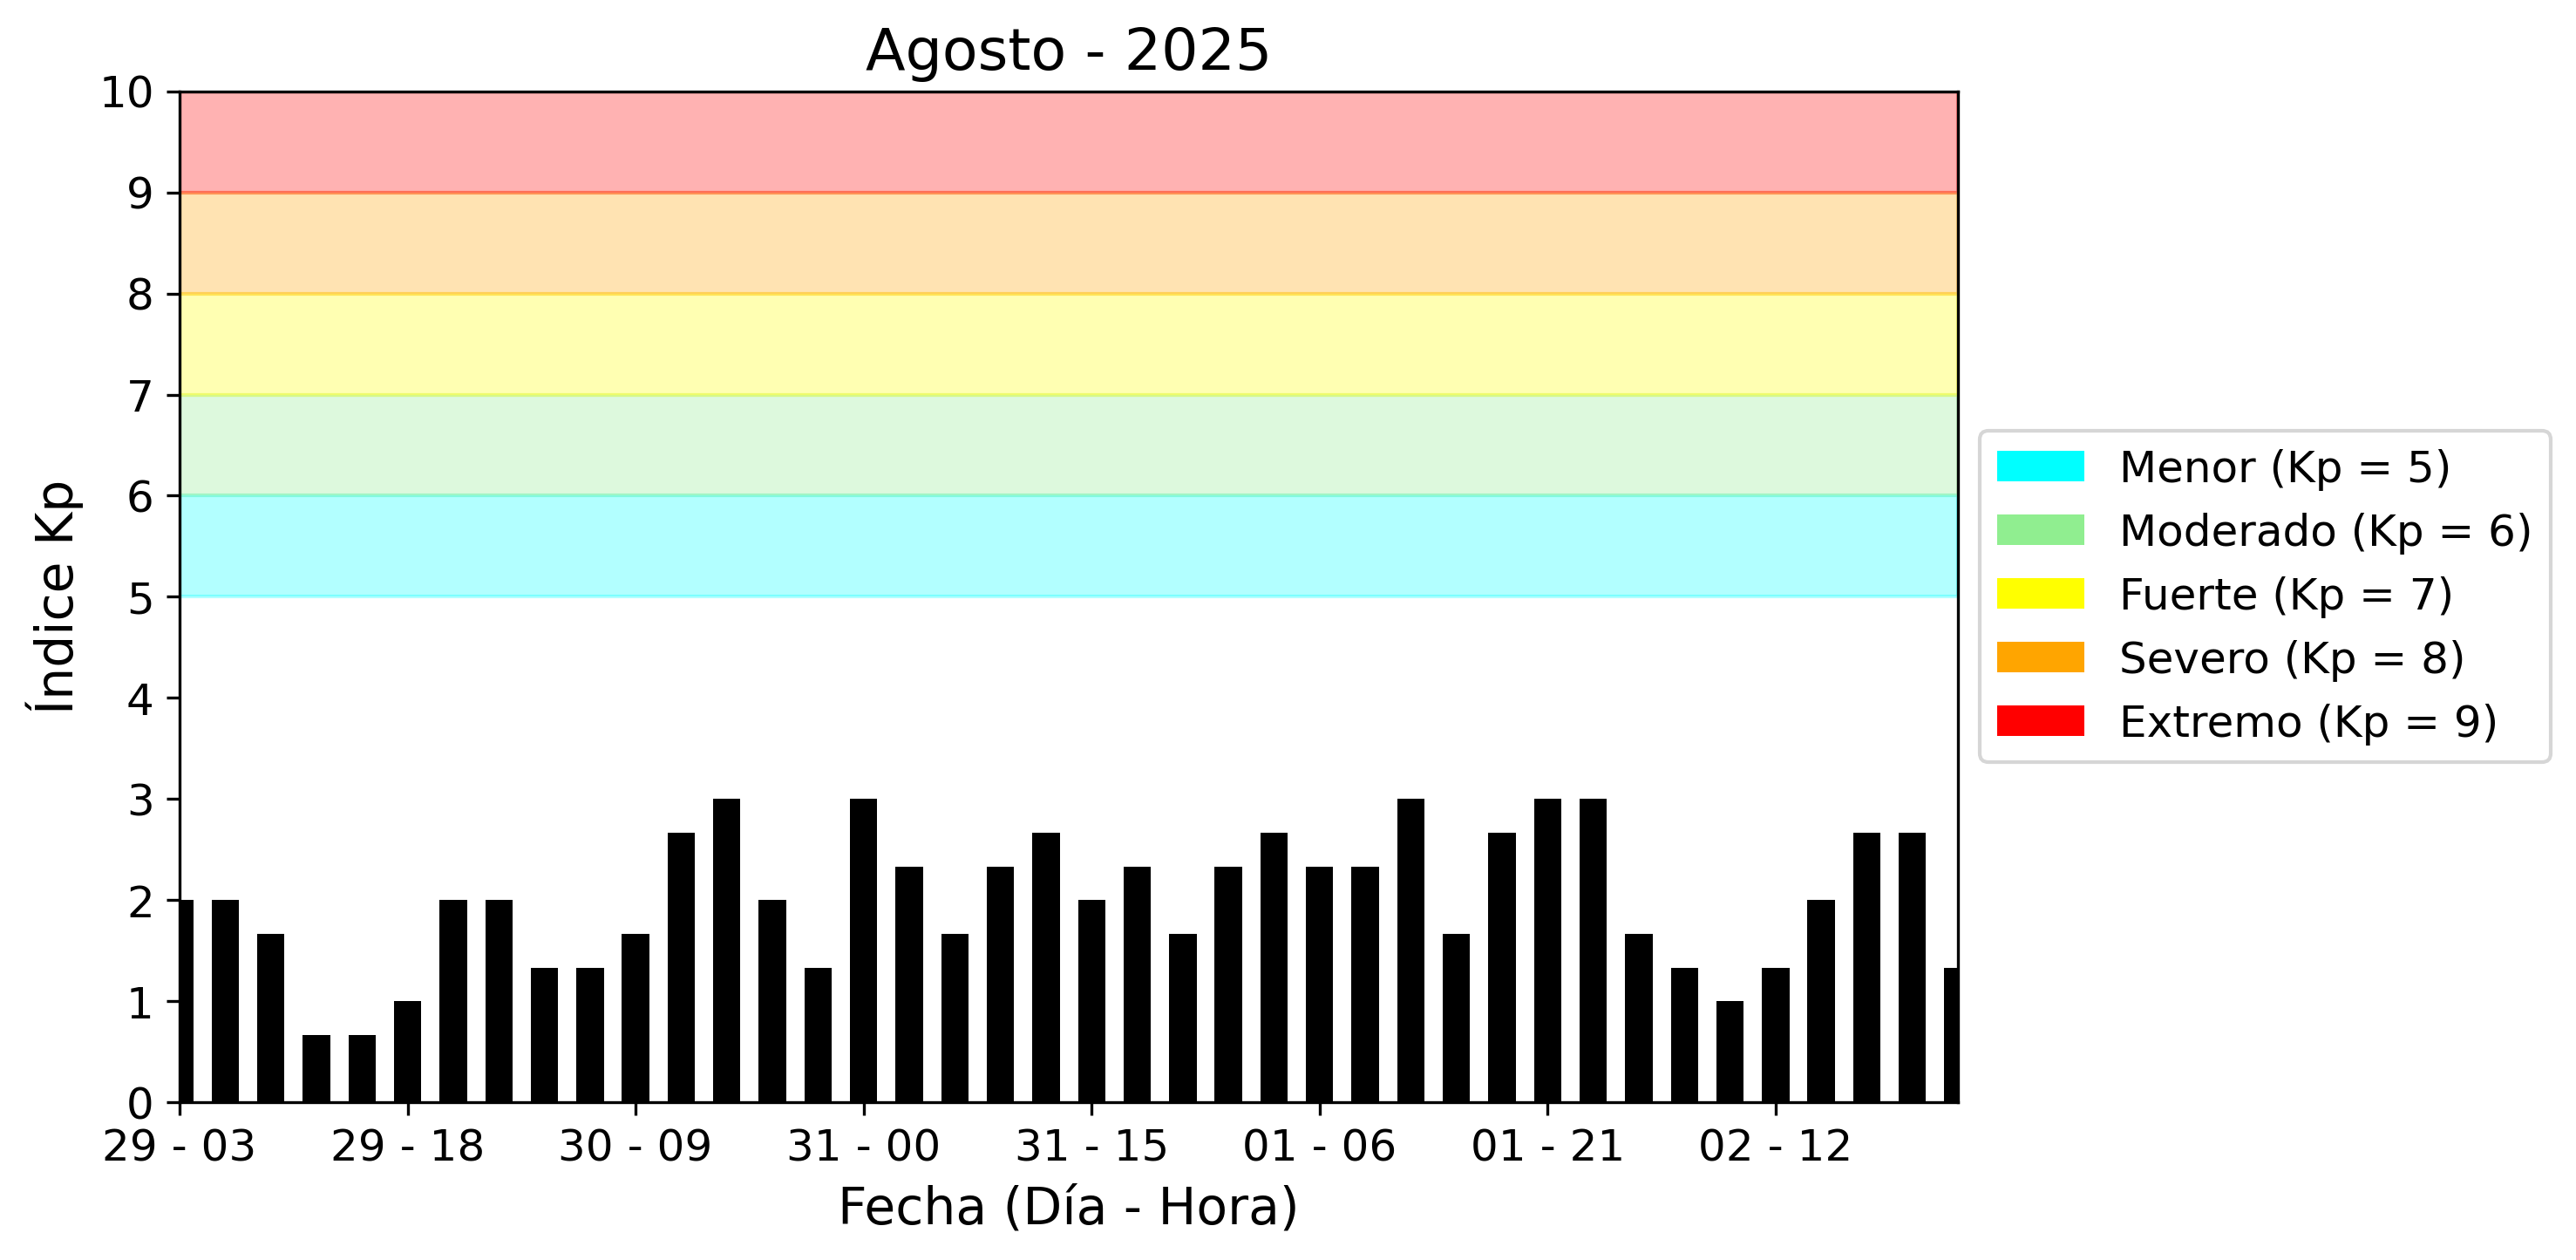 Agosto - 2025
Índice Kp
10
9
8
7
6
5
4
3
2
1
0
29 - 03 29 - 18 30 - 09 31 - 00 31 - 15 01 - 06 01 - 21 02 - 12
Fecha (Día - Hora)
Menor (Kp = 5)
Moderado (Kp = 6)
Fuerte (Kp = 7)
Severo (Kp = 8)
Extremo (Kp = 9)